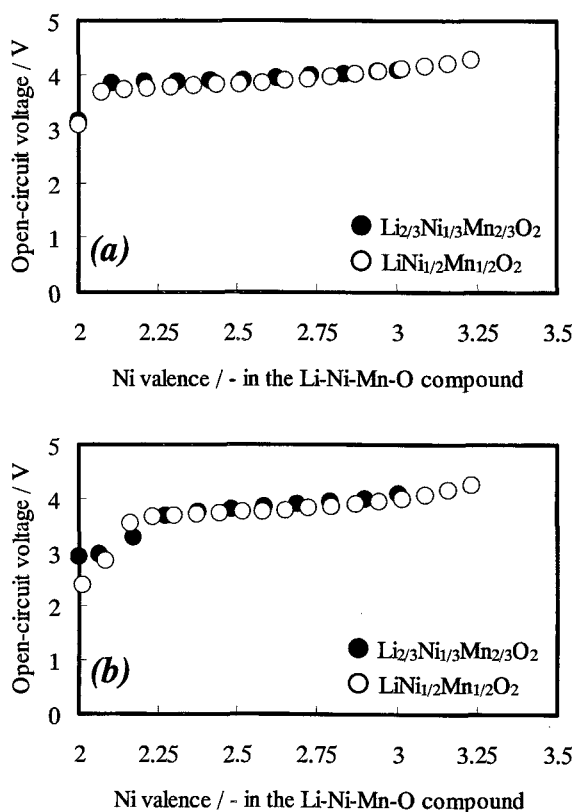 5
4
3
2
1
0
Open-circuit voltage / V
(a)
● Li2/3Ni1/3Mn2/3O2
○ LiNi1/2Mn1/2O2
2 2.25 2.5 2.75 3 3.25 3.5
Ni valence / - in the Li-Ni-Mn-O compound
5
4
3
2
1
0
Open-circuit voltage / V
(b)
● Li2/3Ni1/3Mn2/3O2
○ LiNi1/2Mn1/2O2
2 2.25 2.5 2.75 3 3.25 3.5
Ni valence / - in the Li-Ni-Mn-O compound